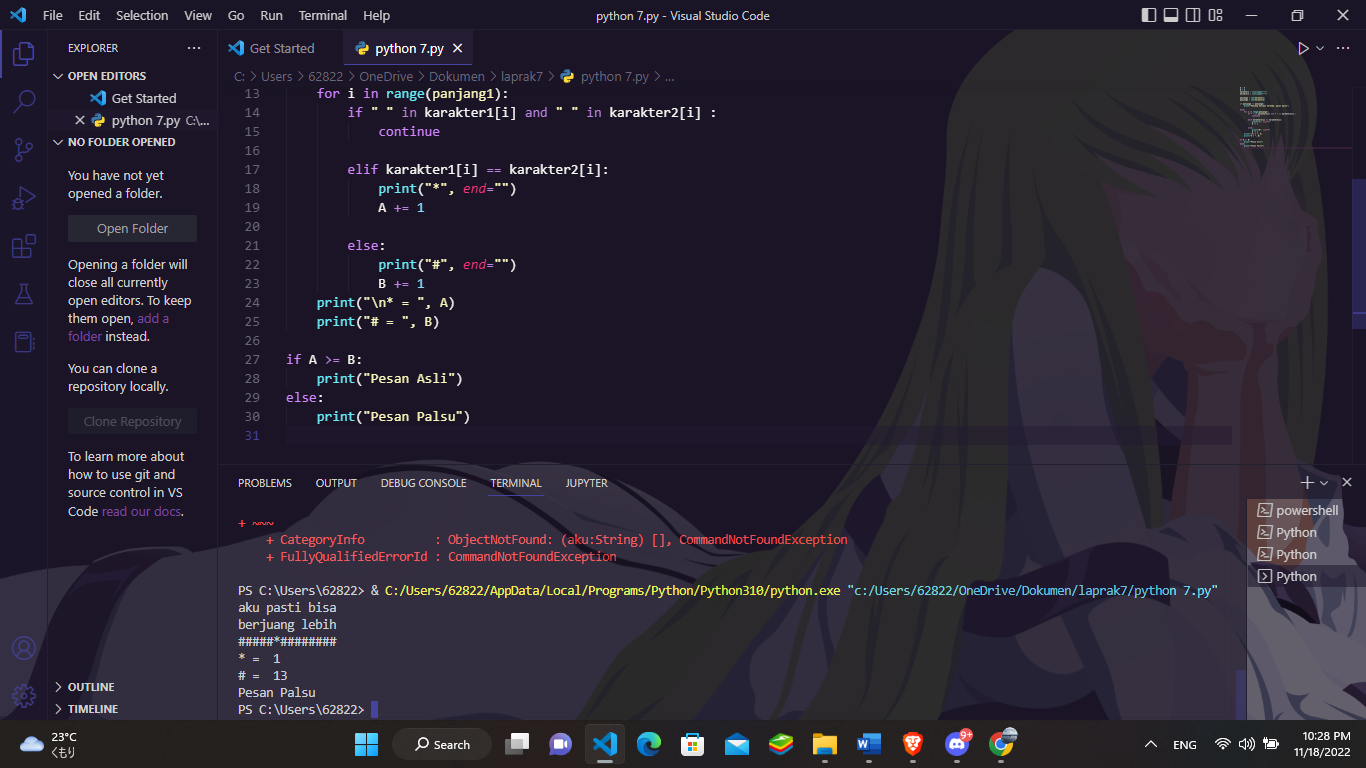 File Edit Selection View Go Run Terminal Help
python 7.py - Visual Studio Code
EXPLORER
OPEN EDITORS
Get Started
python 7.py C:\...
NO FOLDER OPENED
You have not yet
opened a folder.
Open Folder
Opening a folder will
close all currently
open editors. To keep
them open, add a
folder instead.
You can clone a
repository locally.
Clone Repository
To learn more about
how to use git and
source control in VS
Code read our docs.
OUTLINE
TIMELINE
Get Started
python 7.py
C: > Users > 62822 > OneDrive > Dokumen > laprak7 > python 7.py > ...
13 for i in range(panjang1):
14 if " " in karakter1[i] and " " in karakter2[i] :
15 continue
16
17 elif karakter1[i] == karakter2[i]:
18 print("*", end="")
19 A += 1
20
21 else:
22 print("#", end="")
23 B += 1
24 print("\n* = ", A)
25 print("# = ", B)
26
27 if A >= B:
28 print("Pesan Asli")
29 else:
30 print("Pesan Palsu")
31
PROBLEMS OUTPUT DEBUG CONSOLE TERMINAL JUPYTER
+ ~~~
+ CategoryInfo : ObjectNotFound: (aku:String) [], CommandNotFoundException
+ FullyQualifiedErrorId : CommandNotFoundException
PS C:\Users\62822> & C:/Users/62822/AppData/Local/Programs/Python/Python310/python.exe "c:/Users/62822/OneDrive/Dokumen/laprak7/python 7.py"
aku pasti bisa
berjuang lebih
#####*########
* = 1
# = 13
Pesan Palsu
PS C:\Users\62822>
powershell
Python
Python
Python
23°C
くもり
Search
9+
ENG
10:28 PM
11/18/2022